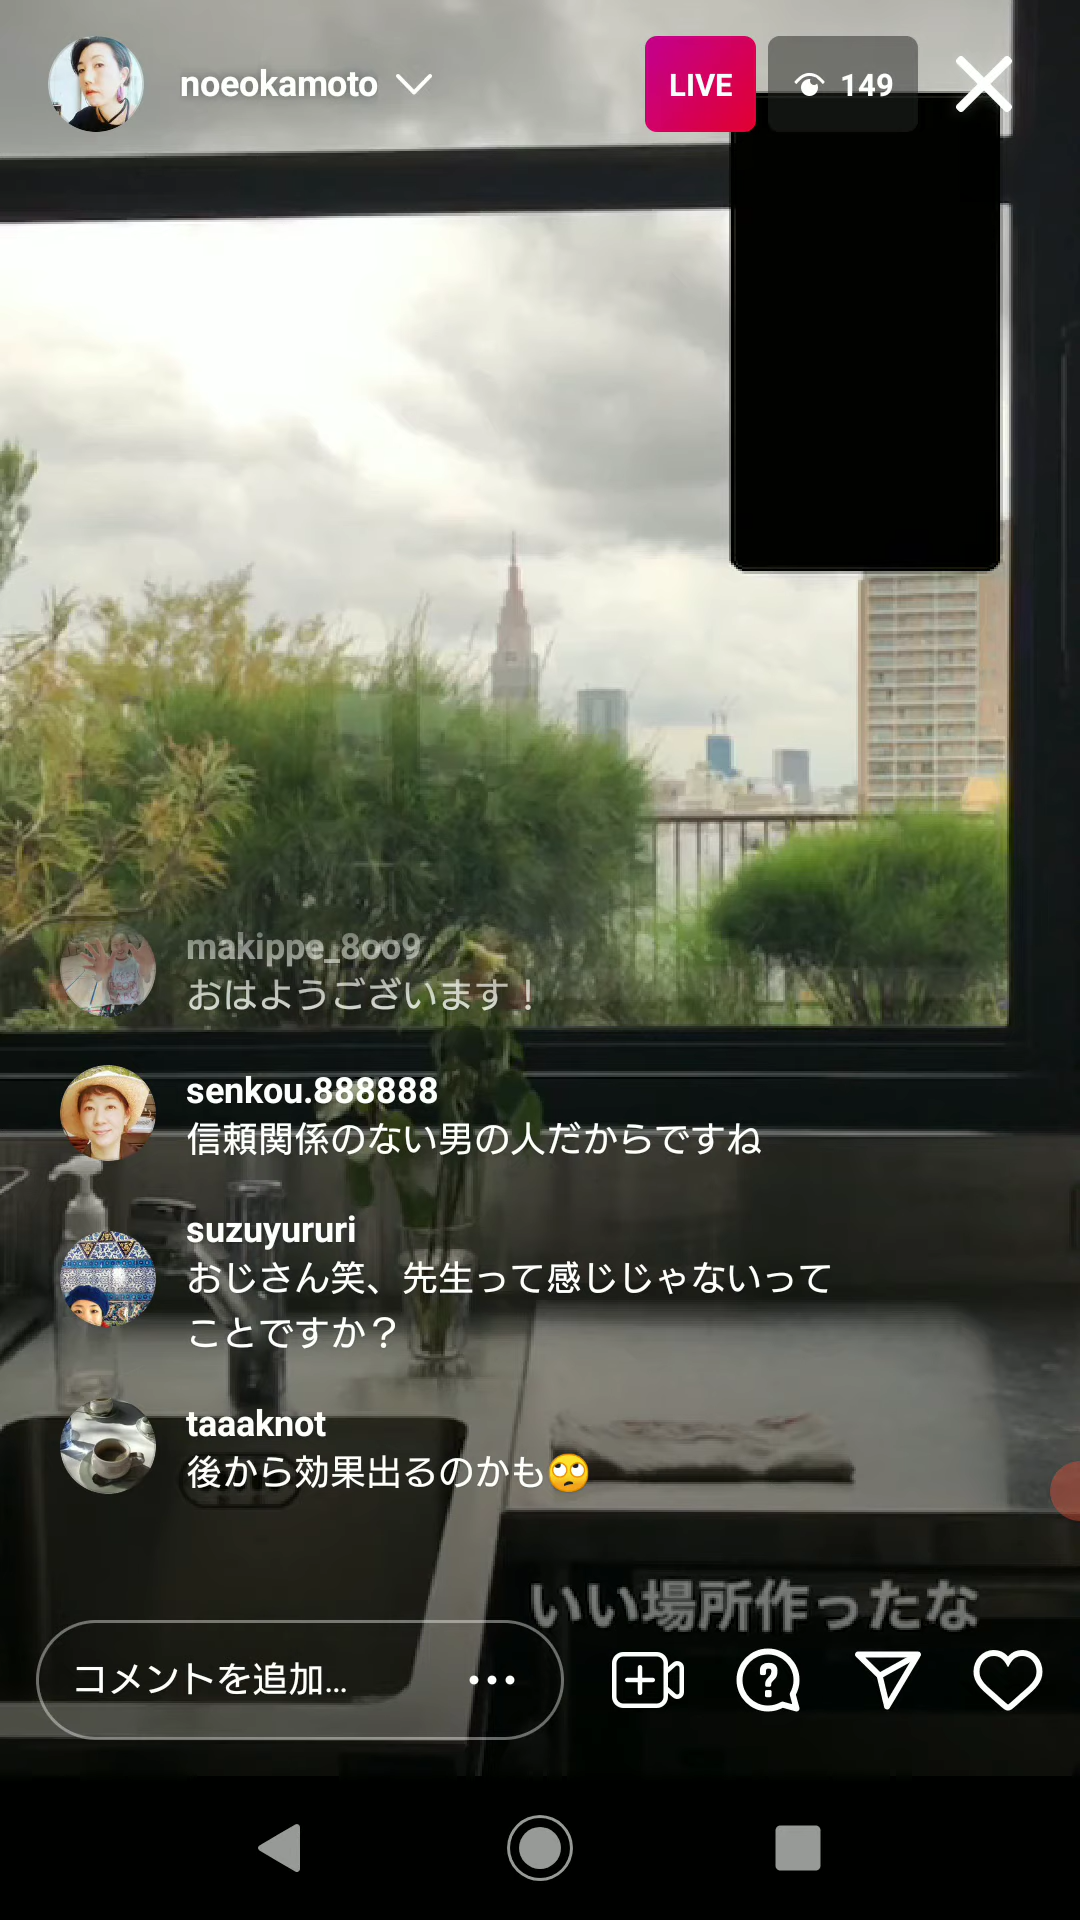 noeokamoto
LIVE
149
makippe_8oo9
おはようございます！
senkou.888888
信頼関係のない男の人だからですね
suzuyururi
おじさん笑、先生って感じじゃないって
ことですか？
taaaknot
後から効果出るのかも🙄
いい場所作ったな
コメントを追加...